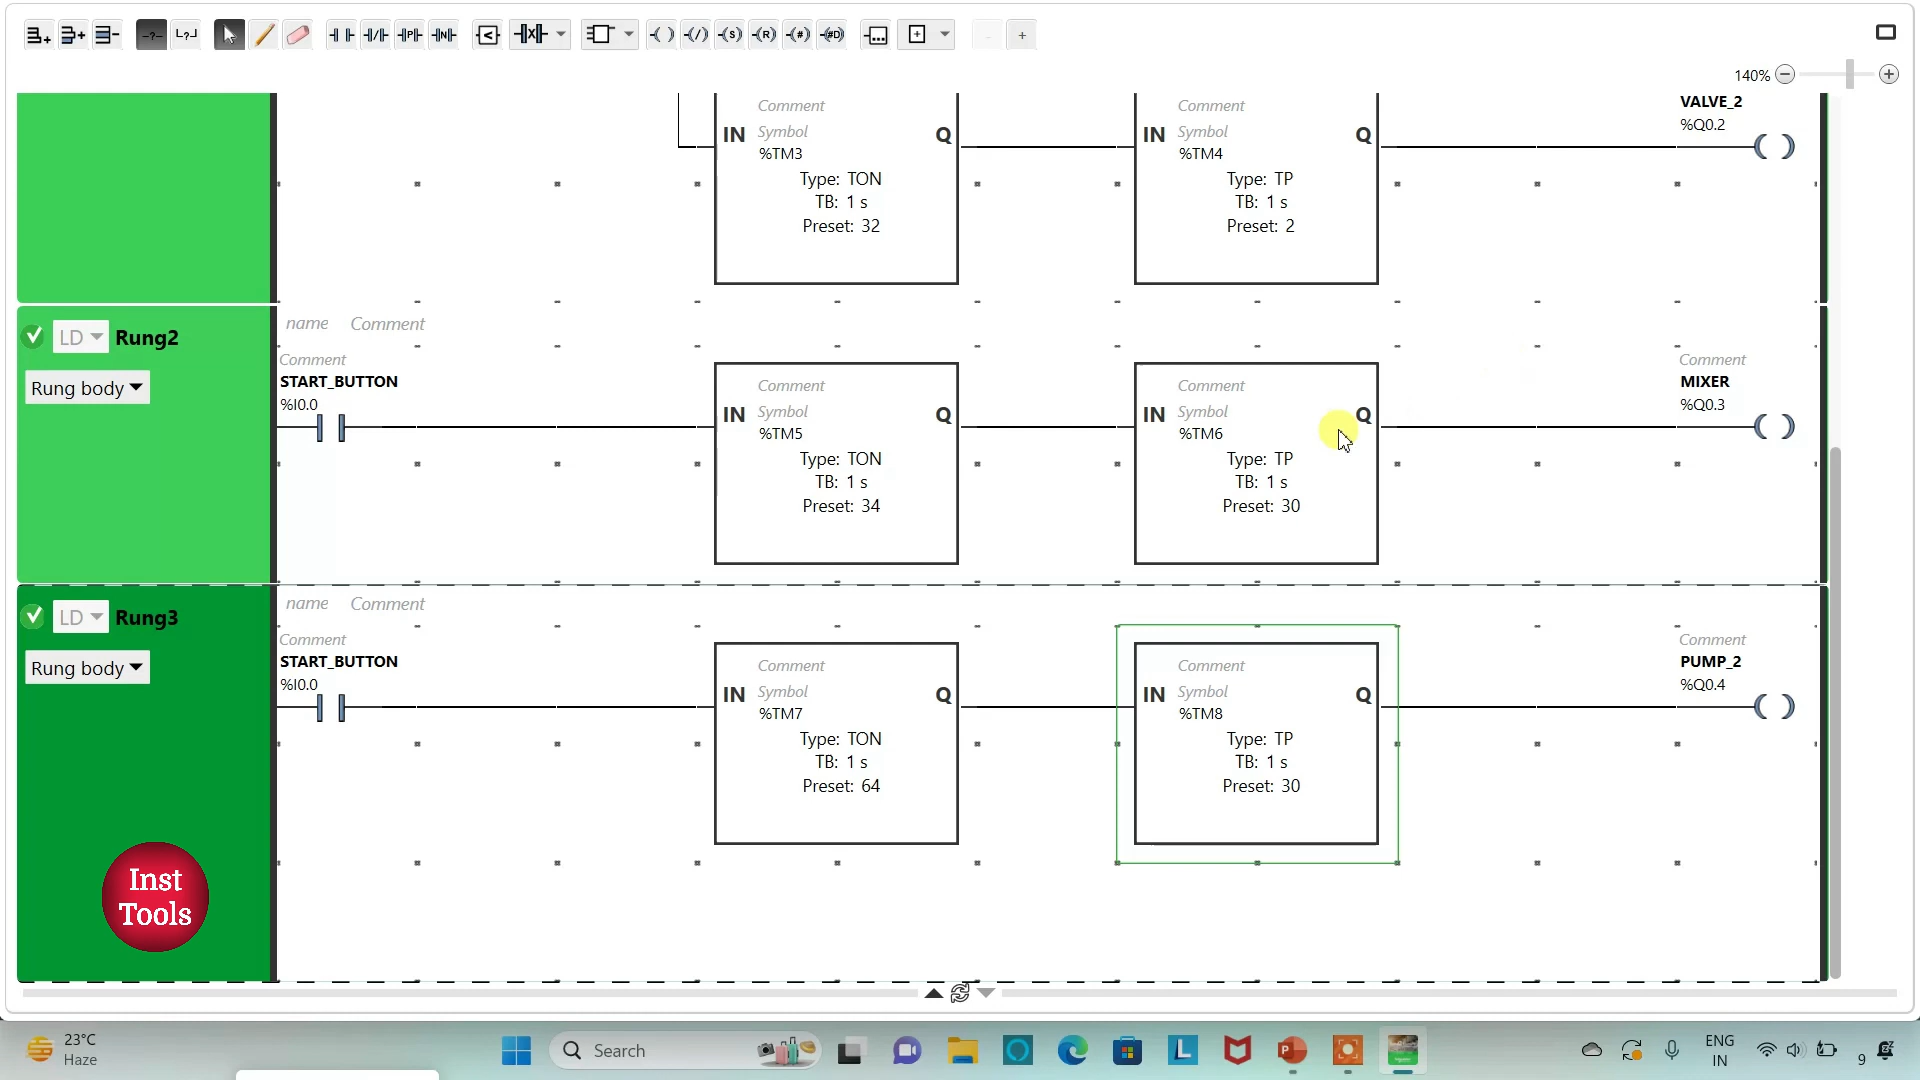 140%
Comment
Comment
VALVE_2
IN Symbol Q
IN Symbol Q
%Q0.2
%TM3
%TM4
Type: TON
Type: TP
TB: 1 s
TB: 1 s
Preset: 32
Preset: 2
LD Rung2
name Comment
Rung body
Comment
START_BUTTON
%I0.0
Comment
IN Symbol Q
%TM5
Type: TON
TB: 1 s
Preset: 34
Comment
IN Symbol Q
%TM6
Type: TP
TB: 1 s
Preset: 30
Comment
MIXER
%Q0.3
LD Rung3
name Comment
Rung body
Comment
START_BUTTON
%I0.0
Comment
IN Symbol Q
%TM7
Type: TON
TB: 1 s
Preset: 64
Comment
IN Symbol Q
%TM8
Type: TP
TB: 1 s
Preset: 30
Comment
PUMP_2
%Q0.4
Inst
Tools
23°C
Haze
Search
ENG
IN
9